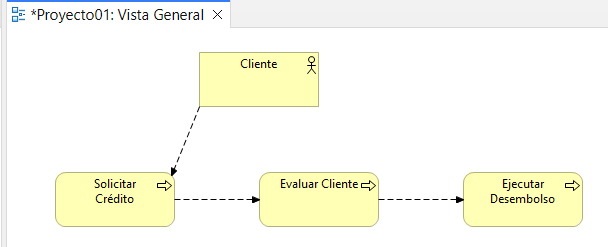 *Proyecto01: Vista General
Cliente
Solicitar
Crédito
Evaluar Cliente
Ejecutar
Desembolso